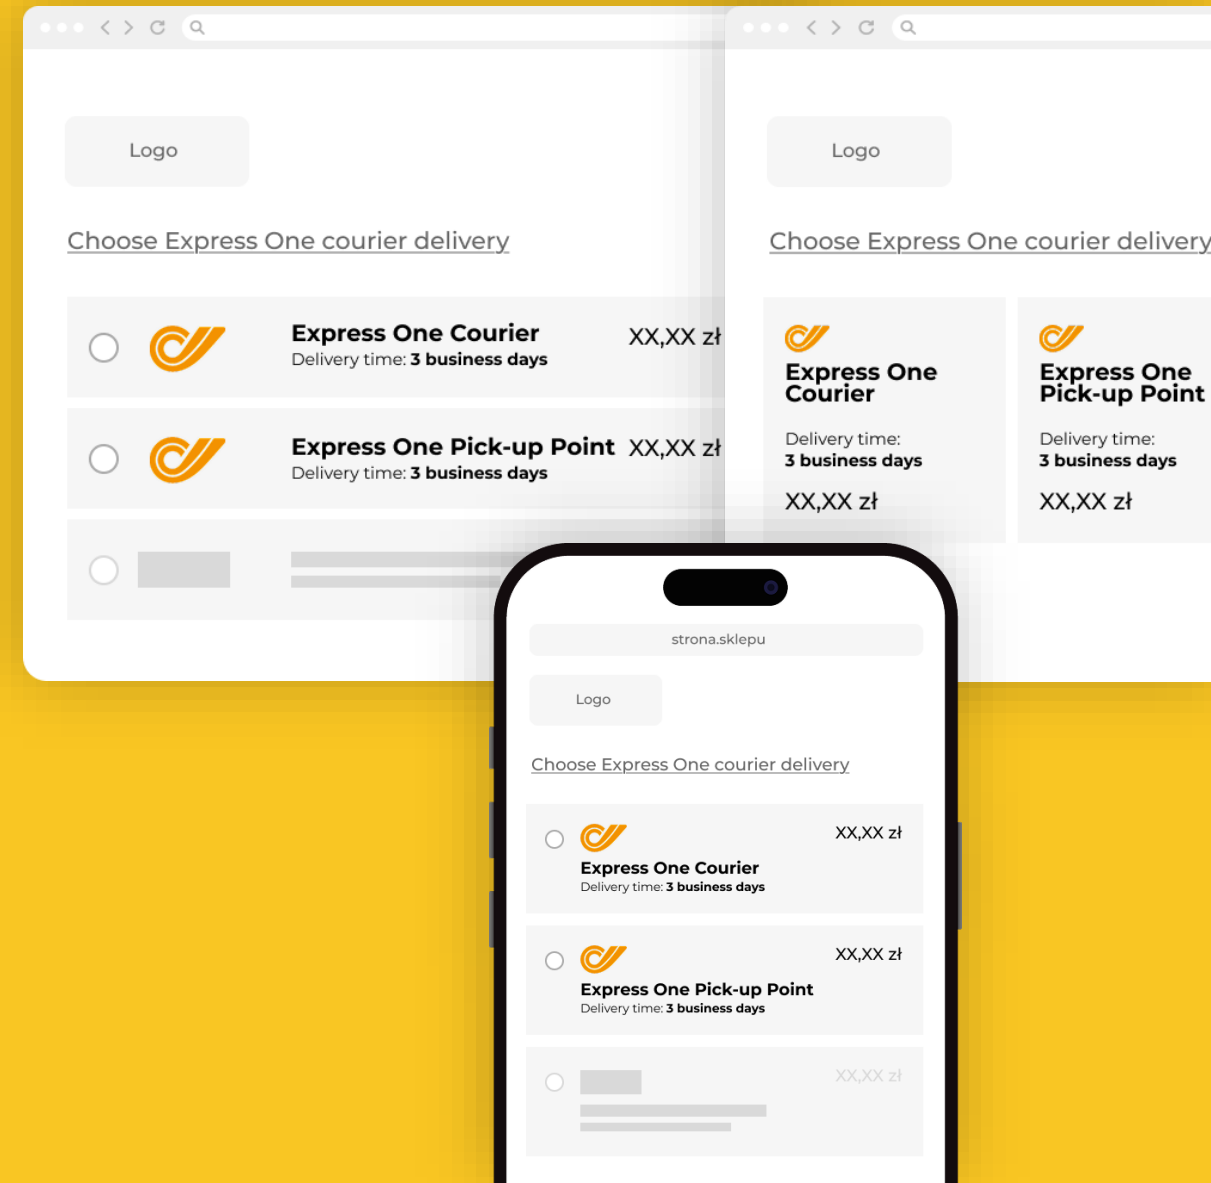 Logo
Choose Express One courier delivery
Express One Courier
Delivery time: 3 business days
XX,XX zł
Express One Pick-up Point
Delivery time: 3 business days
XX,XX zł
Logo
Choose Express One courier delivery
Express One
Courier
Delivery time:
3 business days
XX,XX zł
Express One
Pick-up Point
Delivery time:
3 business days
XX,XX zł
strona.sklepu
Logo
Choose Express One courier delivery
XX,XX zł
Express One Courier
Delivery time: 3 business days
XX,XX zł
Express One Pick-up Point
Delivery time: 3 business days
XX,XX zł